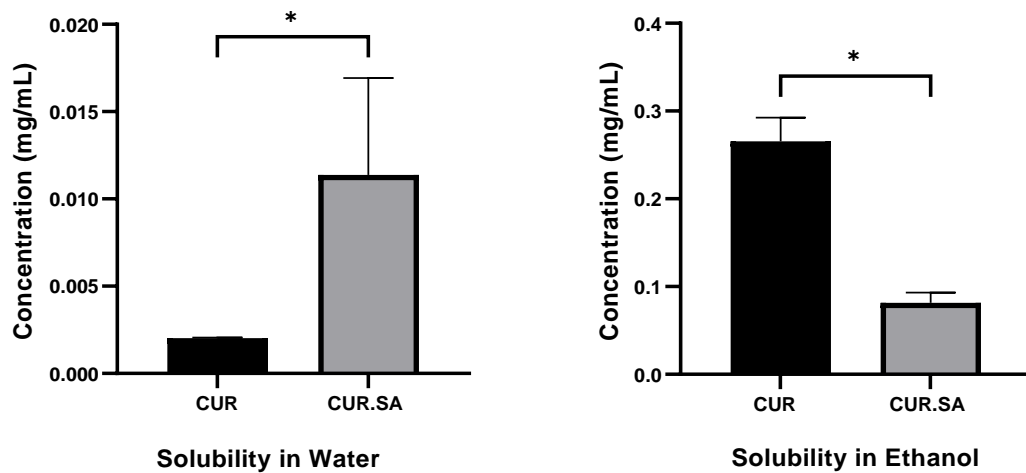 Concentration (mg/mL)
0.020
0.015
0.010
0.005
0.000
*
CUR
CUR.SA
Solubility in Water
Concentration (mg/mL)
0.4
0.3
0.2
0.1
0.0
*
CUR
CUR.SA
Solubility in Ethanol